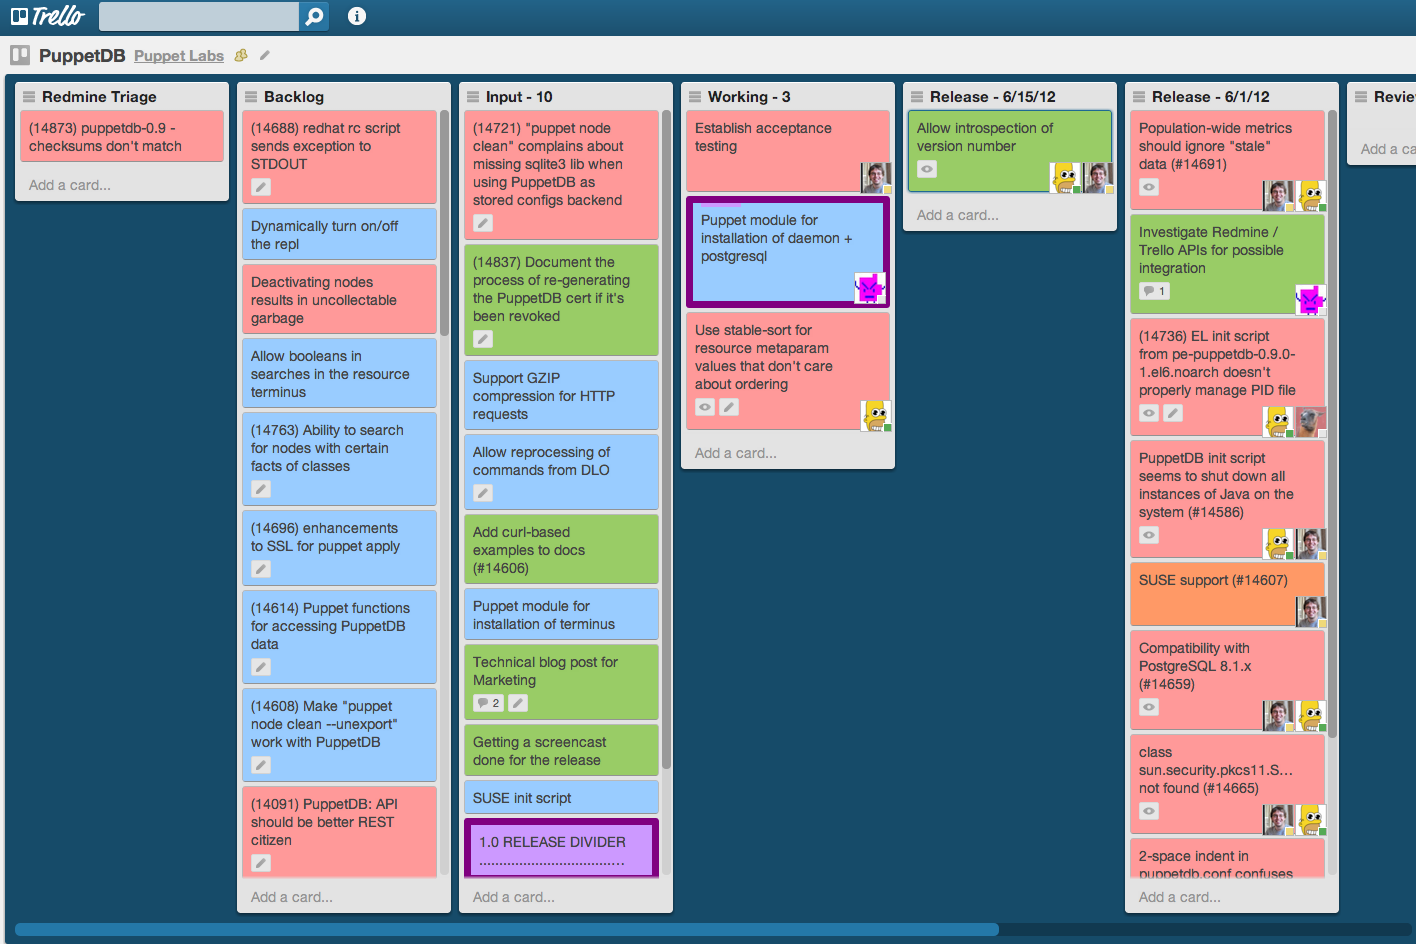 Trello
PuppetDB Puppet Labs
Redmine Triage
(14873) puppetdb-0.9 -
checksums don't match
Add a card...
Backlog
(14688) redhat rc script
sends exception to
STDOUT
Dynamically turn on/off
the repl
Deactivating nodes
results in uncollectable
garbage
Allow booleans in
searches in the resource
terminus
(14763) Ability to search
for nodes with certain
facts of classes
(14696) enhancements
to SSL for puppet apply
(14614) Puppet functions
for accessing PuppetDB
data
(14608) Make "puppet
node clean --unexport"
work with PuppetDB
(14091) PuppetDB: API
should be better REST
citizen
Add a card...
Input - 10
(14721) "puppet node
clean" complains about
missing sqlite3 lib when
using PuppetDB as
stored configs backend
(14837) Document the
process of re-generating
the PuppetDB cert if it's
been revoked
Support GZIP
compression for HTTP
requests
Allow reprocessing of
commands from DLO
Add curl-based
examples to docs
(#14606)
Puppet module for
installation of terminus
Technical blog post for
Marketing
2
Getting a screencast
done for the release
SUSE init script
1.0 RELEASE DIVIDER
....................................
Add a card...
Working - 3
Establish acceptance
testing
Puppet module for
installation of daemon +
postgresql
Use stable-sort for
resource metaparam
values that don't care
about ordering
Add a card...
Release - 6/15/12
Allow introspection of
version number
Add a card...
Release - 6/1/12
Population-wide metrics
should ignore "stale"
data (#14691)
Investigate Redmine /
Trello APIs for possible
integration
1
(14736) EL init script
from pe-puppetdb-0.9.0-
1.el6.noarch doesn't
properly manage PID file
PuppetDB init script
seems to shut down all
instances of Java on the
system (#14586)
SUSE support (#14607)
Compatibility with
PostgreSQL 8.1.x
(#14659)
class
sun.security.pkcs11.S...
not found (#14665)
2-space indent in
puppetdb.conf confuses
Add a card...
Revie
Add a ca